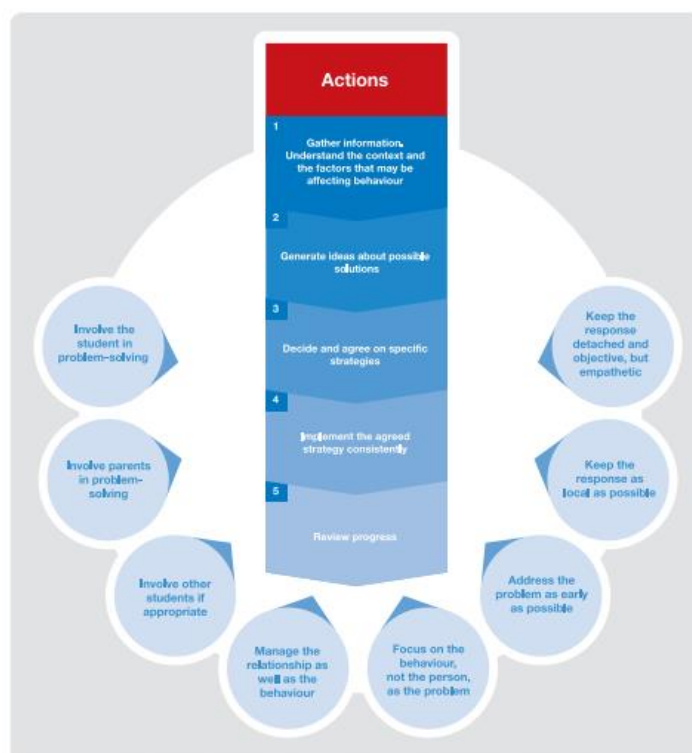 Actions
1
Gather information.
Understand the context and
the factors that may be
affecting behaviour
2
Generate ideas about possible
solutions
3
Decide and agree on specific
strategies
4
Implement the agreed
strategy consistently
5
Review progress
Involve the
student in
problem-solving
Involve parents
in problem-
solving
Involve other
students if
appropriate
Manage the
relationship as
well as the
behaviour
Focus on the
behaviour,
not the person,
as the problem
Address the
problem as early
as possible
Keep the
response as
local as possible
Keep the
response
detached and
objective, but
empathetic